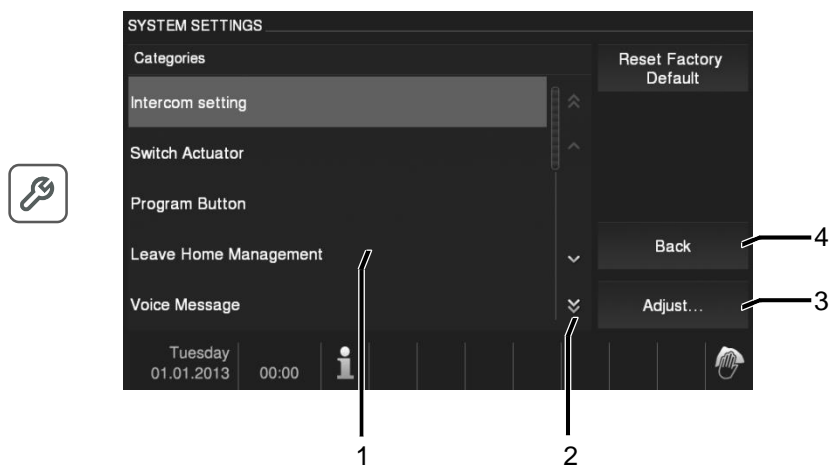 SYSTEM SETTINGS
Categories
Reset Factory
Default
Intercom setting
Switch Actuator
Program Button
Leave Home Management
Back
4
Voice Message
Adjust...
3
Tuesday
01.01.2013 00:00
1
2